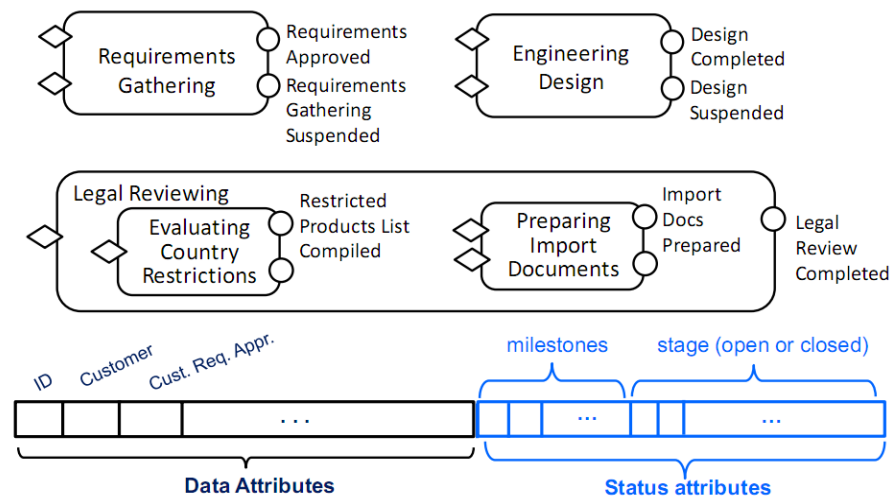 Requirements
Gathering
Requirements
Approved
Requirements
Gathering
Suspended
Engineering
Design
Design
Completed
Design
Suspended
Legal Reviewing
Evaluating
Country
Restrictions
Restricted
Products List
Compiled
Preparing
Import
Documents
Import
Docs
Prepared
Legal
Review
Completed
ID
Customer
Cust. Req. Appr.
milestones
stage (open or closed)
...
...
...
Data Attributes
Status attributes